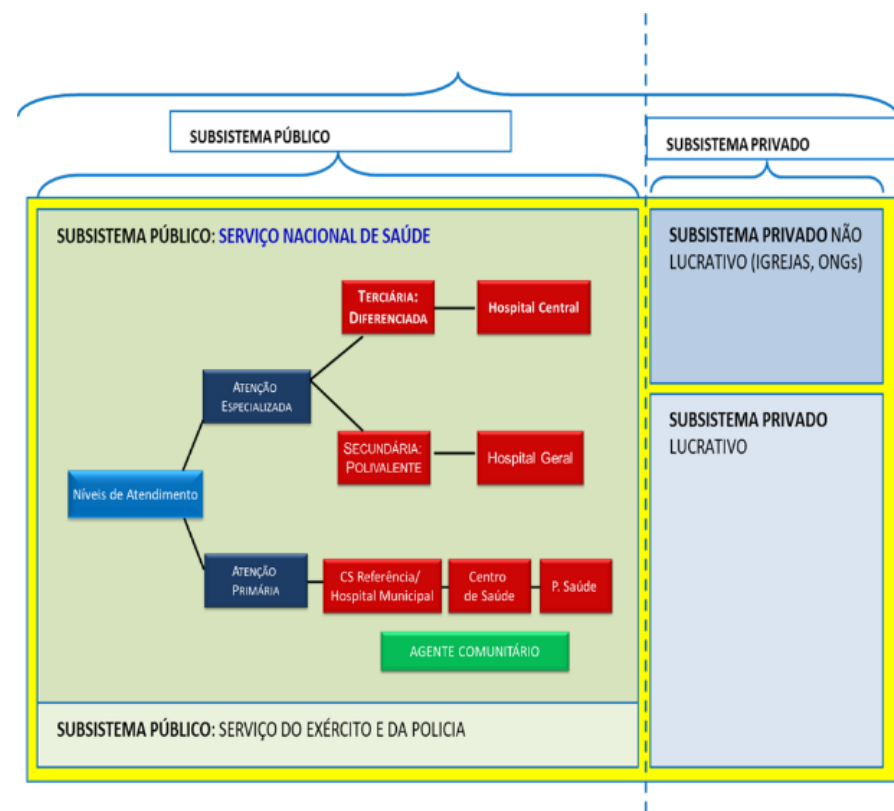 SUBSISTEMA PÚBLICO
SUBSISTEMA PRIVADO
SUBSISTEMA PÚBLICO: SERVIÇO NACIONAL DE SAÚDE
TERCIÁRIA:
DIFERENCIADA
Hospital Central
ATENÇÃO
ESPECIALIZADA
SECUNDÁRIA:
POLIVALENTE
Hospital Geral
Níveis de Atendimento
ATENÇÃO
PRIMÁRIA
CS Referência/
Hospital Municipal
Centro
de Saúde
P. Saúde
AGENTE COMUNITÁRIO
SUBSISTEMA PÚBLICO: SERVIÇO DO EXÉRCITO E DA POLICIA
SUBSISTEMA PRIVADO NÃO
LUCRATIVO (IGREJAS, ONGs)
SUBSISTEMA PRIVADO
LUCRATIVO